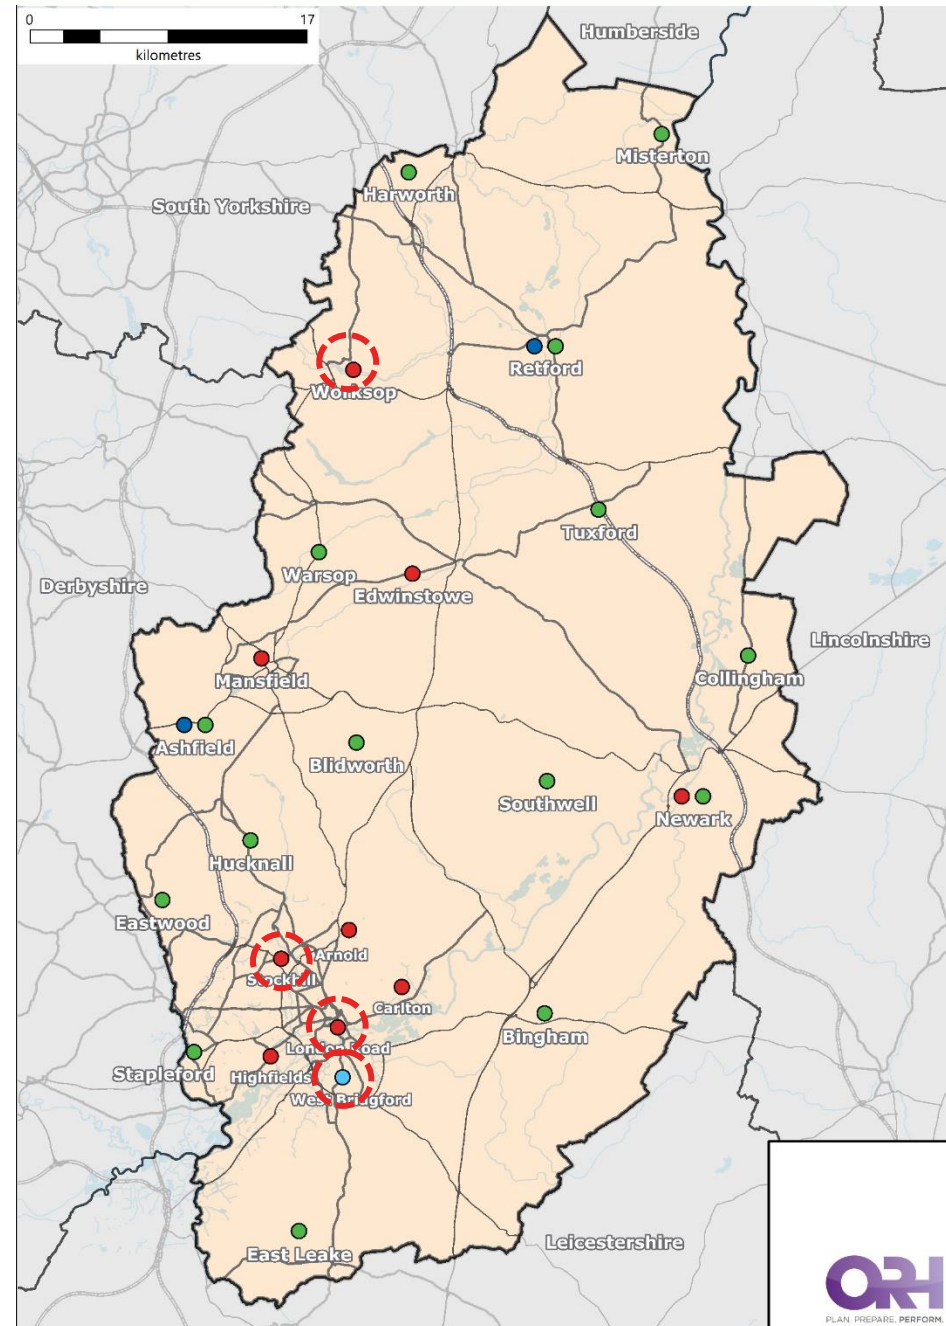 0 17
kilometres
Humberside
Misterton
Harworth
South Yorkshire
Retford
Worksop
Tuxford
Warsop
Derbyshire
Edwinstowe
Lincolnshire
Mansfield
Collingham
Ashfield
Blidworth
Southwell
Newark
Hucknall
Eastwood
Arnold
Stockhill
Carlton
Bingham
London Road
Stapleford
Highfields
West Bridgford
Leicestershire
East Leake
ORH
PLAN. PREPARE. PERFORM.